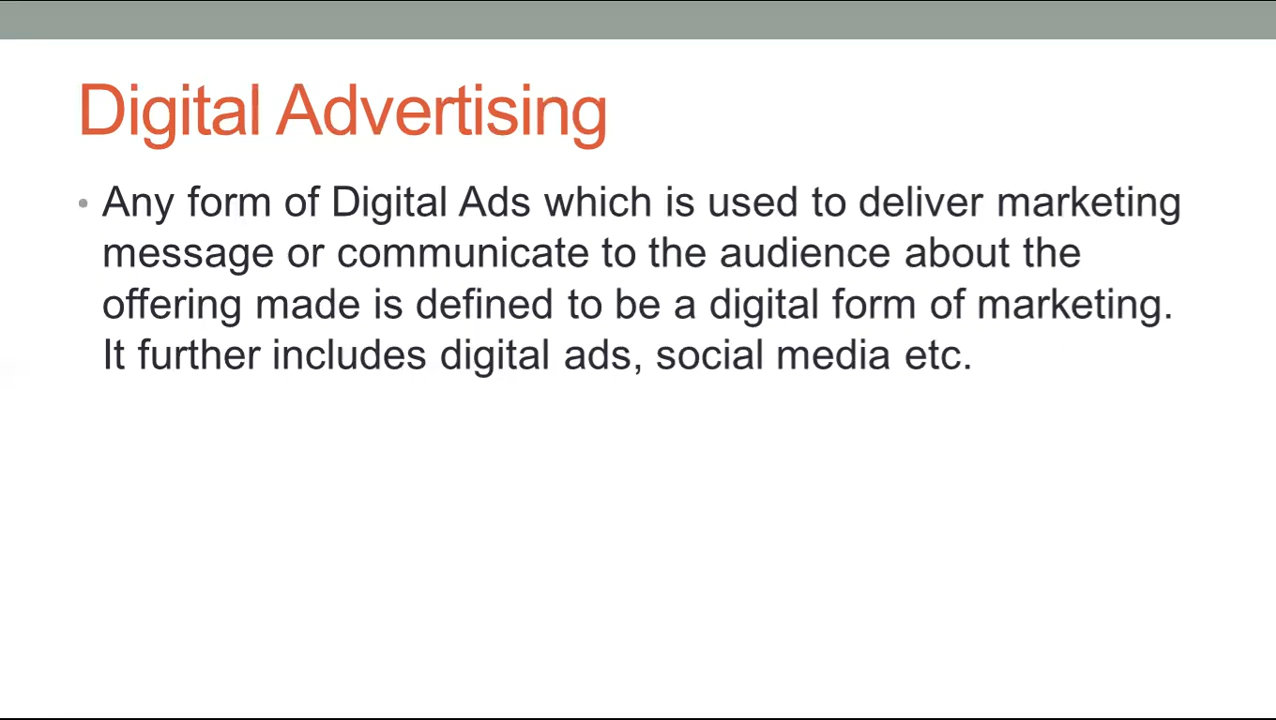 Digital Advertising
• Any form of Digital Ads which is used to deliver marketing
message or communicate to the audience about the
offering made is defined to be a digital form of marketing.
It further includes digital ads, social media etc.